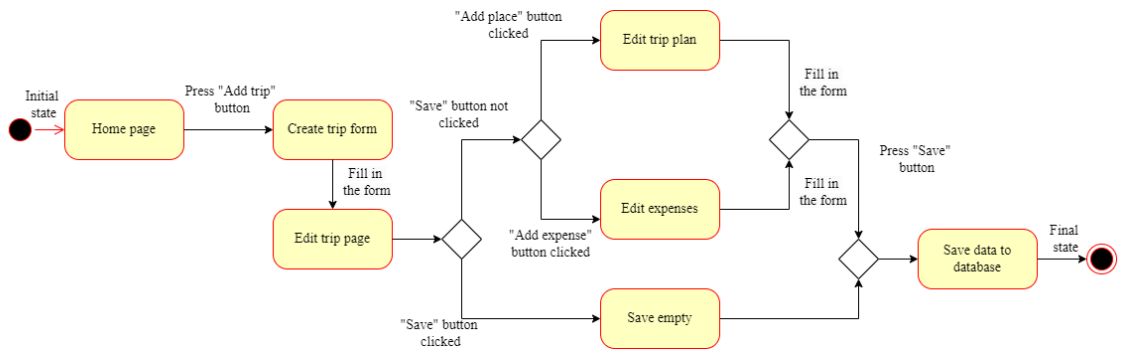 "Add place" button
clicked
Edit trip plan
Fill in
the form
Initial
state
Press "Add trip"
button
"Save" button not
clicked
Home page
Create trip form
Press "Save"
button
Fill in
the form
Edit expenses
Fill in
the form
Edit trip page
"Add expense"
button clicked
Save data to
database
Final
state
"Save" button
clicked
Save empty